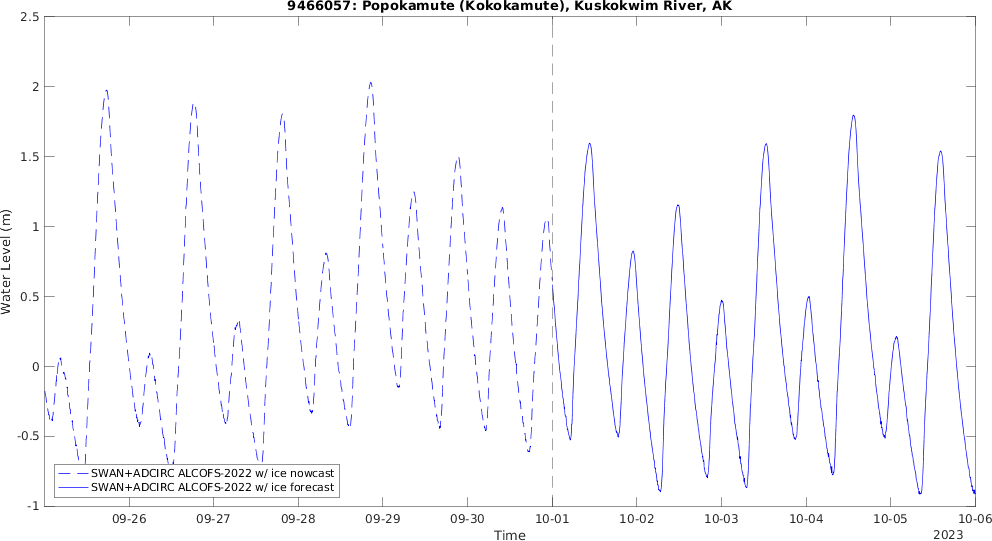 9466057: Popokamute (Kokokamute), Kuskokwim River, AK
2.5
2
1.5
1
0.5
0
-0.5
-1
Water Level (m)
SWAN+ADCIRC ALCOFS-2022 w/ ice nowcast
SWAN+ADCIRC ALCOFS-2022 w/ ice forecast
09-26 09-27 09-28 09-29 09-30 10-01 10-02 10-03 10-04 10-05 10-06
Time
2023